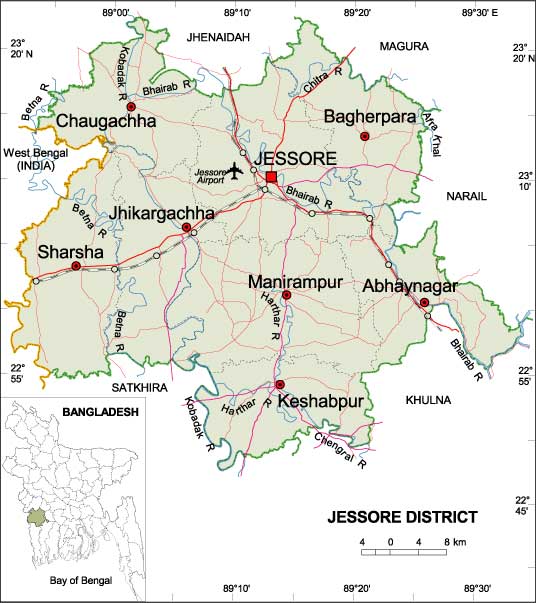 89°00' 89°10' 89°20' 89°30' E
23°
20' N
23°
20' N
JHENAIDAH
MAGURA
Kobadak R
Bhairab R
Chitra R
Betna R
Chaugachha
Bagherpara
Afra Khal
West Bengal
(INDIA)
JESSORE
Jessore
Airport
23°
10'
Bhairab R
NARAIL
Betna R
Jhikargachha
Sharsha
Manirampur
Abhaynagar
Harihar R
Betna R
Bhairab R
22°
55'
22°
55'
SATKHIRA
Kobadak R
Harihar R
Keshabpur
KHULNA
Chengral R
BANGLADESH
Bay of Bengal
22°
45'
JESSORE DISTRICT
4 0 4 8 km
89°10' 89°20' 89°30'